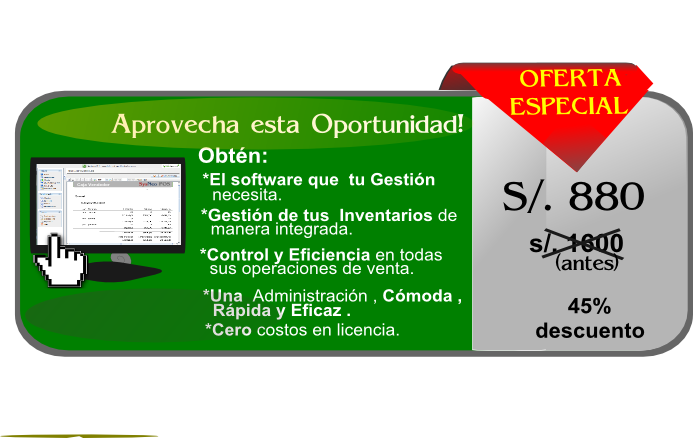 OFERTA
ESPECIAL
Aprovecha esta Oportunidad!
Obtén:
*El software que tu Gestión
necesita.
*Gestión de tus Inventarios de
manera integrada.
*Control y Eficiencia en todas
sus operaciones de venta.
*Una Administración , Cómoda ,
Rápida y Eficaz .
*Cero costos en licencia.
S/. 880
s/. 1600
(antes)
45%
descuento